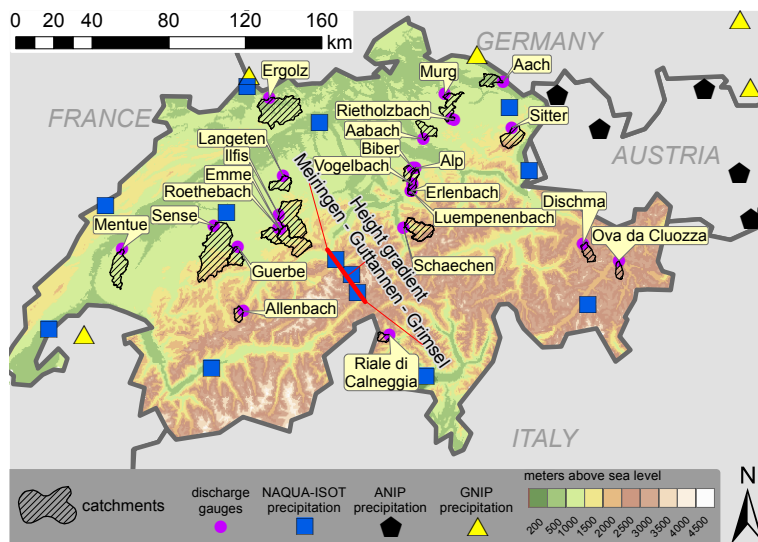 0 20 40 80 120 160
km
GERMANY
FRANCE
AUSTRIA
ITALY
Ergolz
Murg
Aach
Rietholzbach
Sitter
Langeten
Aabach
Ilfis
Biber
Alp
Emme
Vogelbach
Roethebach
Erlenbach
Luempenenbach
Sense
Mentue
Dischma
Ova da Cluozza
Guerbe
Schaechen
Allenbach
Riale di
Calneggia
Height gradient
Meiringen - Guttannen - Grimsel
catchments
discharge
gauges
NAQUA-ISOT
precipitation
ANIP
precipitation
GNIP
precipitation
meters above sea level
200 500 1000 1500 2000 2500 3000 3500 4000 4500
N